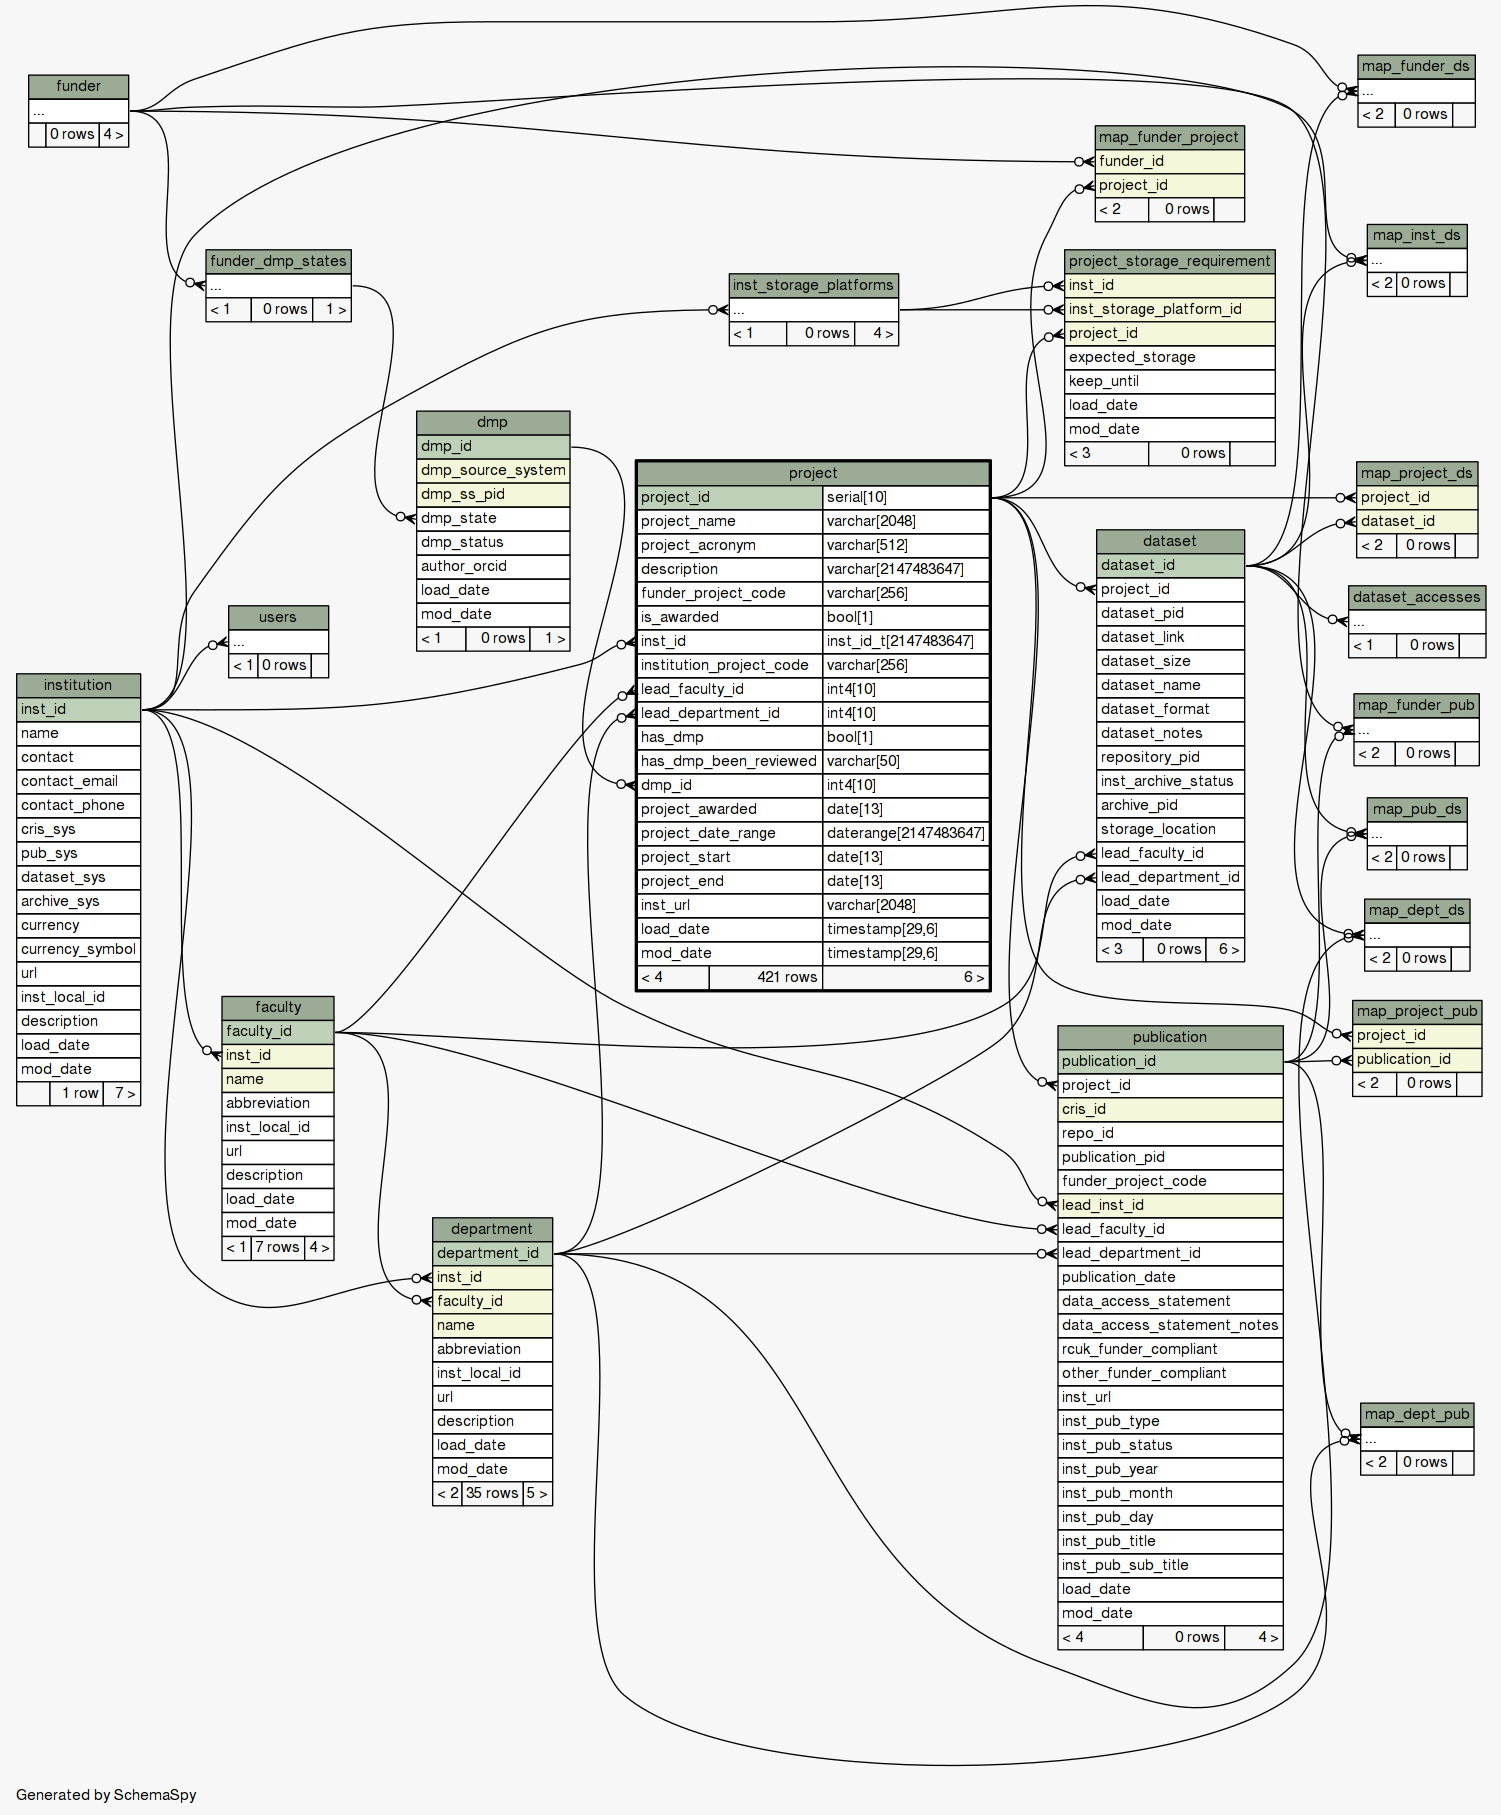 funder
...
0 rows 4 >
map_funder_ds
...
< 2 0 rows
map_funder_project
funder_id
project_id
< 2 0 rows
map_inst_ds
...
< 2 0 rows
funder_dmp_states
...
< 1 0 rows 1 >
inst_storage_platforms
...
< 1 0 rows 4 >
project_storage_requirement
inst_id
inst_storage_platform_id
project_id
expected_storage
keep_until
load_date
mod_date
< 3 0 rows
dmp
dmp_id
dmp_source_system
dmp_ss_pid
dmp_state
dmp_status
author_orcid
load_date
mod_date
< 1 0 rows 1 >
project
project_id serial[10]
project_name varchar[2048]
project_acronym varchar[512]
description varchar[2147483647]
funder_project_code varchar[256]
is_awarded bool[1]
inst_id inst_id_t[2147483647]
institution_project_code varchar[256]
lead_faculty_id int4[10]
lead_department_id int4[10]
has_dmp bool[1]
has_dmp_been_reviewed varchar[50]
dmp_id int4[10]
project_awarded date[13]
project_date_range daterange[2147483647]
project_start date[13]
project_end date[13]
inst_url varchar[2048]
load_date timestamp[29,6]
mod_date timestamp[29,6]
< 4 421 rows 6 >
map_project_ds
project_id
dataset_id
< 2 0 rows
dataset
dataset_id
project_id
dataset_pid
dataset_link
dataset_size
dataset_name
dataset_format
dataset_notes
repository_pid
inst_archive_status
archive_pid
storage_location
lead_faculty_id
lead_department_id
load_date
mod_date
< 3 0 rows 6 >
dataset_accesses
...
< 1 0 rows
users
...
< 1 0 rows
institution
inst_id
name
contact
contact_email
contact_phone
cris_sys
pub_sys
dataset_sys
archive_sys
currency
currency_symbol
url
inst_local_id
description
load_date
mod_date
1 row 7 >
map_funder_pub
...
< 2 0 rows
map_pub_ds
...
< 2 0 rows
map_dept_ds
...
< 2 0 rows
faculty
faculty_id
inst_id
name
abbreviation
inst_local_id
url
description
load_date
mod_date
< 1 7 rows 4 >
map_project_pub
project_id
publication_id
< 2 0 rows
publication
publication_id
project_id
cris_id
repo_id
publication_pid
funder_project_code
lead_inst_id
lead_faculty_id
lead_department_id
publication_date
data_access_statement
data_access_statement_notes
rcuk_funder_compliant
other_funder_compliant
inst_url
inst_pub_type
inst_pub_status
inst_pub_year
inst_pub_month
inst_pub_day
inst_pub_title
inst_pub_sub_title
load_date
mod_date
< 4 0 rows 4 >
department
department_id
inst_id
faculty_id
name
abbreviation
inst_local_id
url
description
load_date
mod_date
< 2 35 rows 5 >
map_dept_pub
...
< 2 0 rows
Generated by SchemaSpy